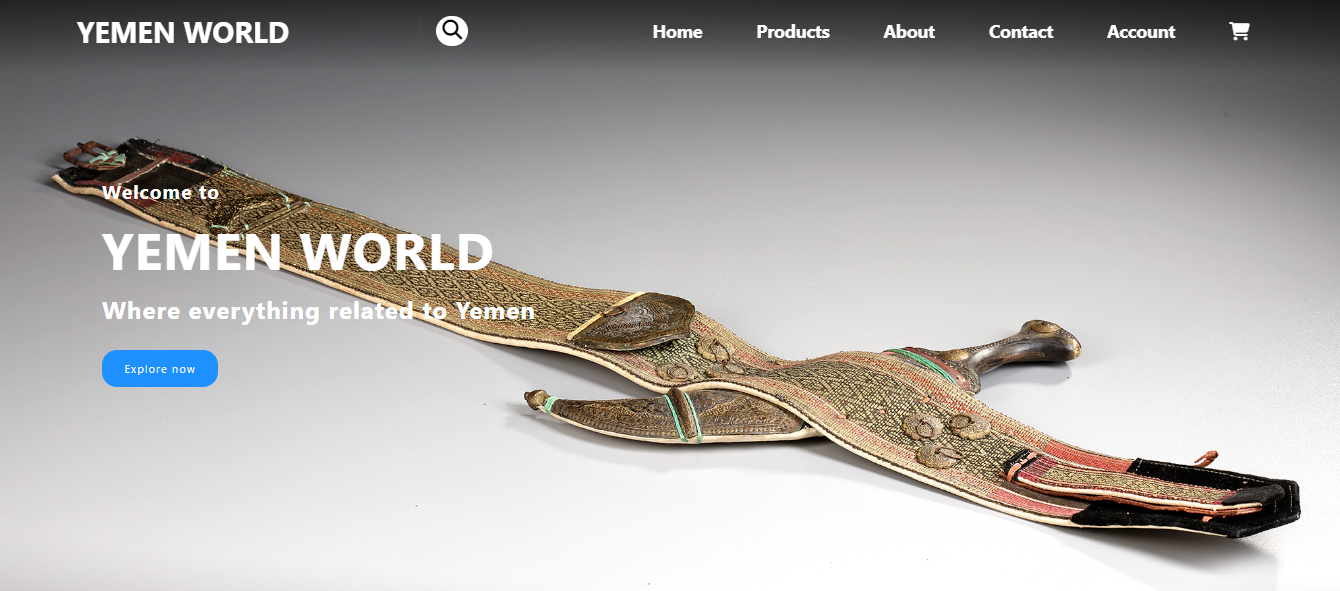 YEMEN WORLD
Home Products About Contact Account
Welcome to
YEMEN WORLD
Where everything related to Yemen
Explore now